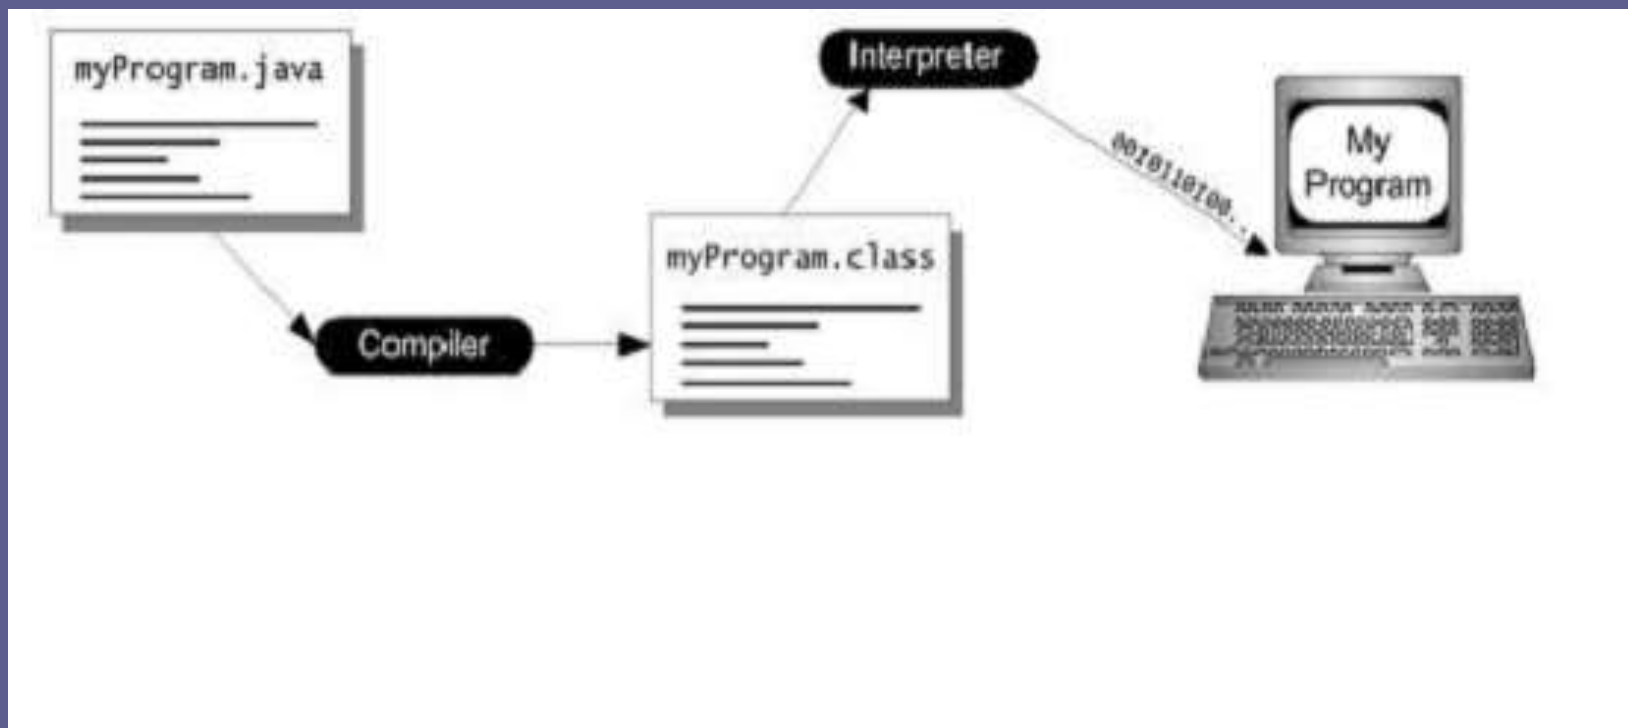 myProgram.java
Compiler
myProgram.class
Interpreter
0010110100...
My
Program